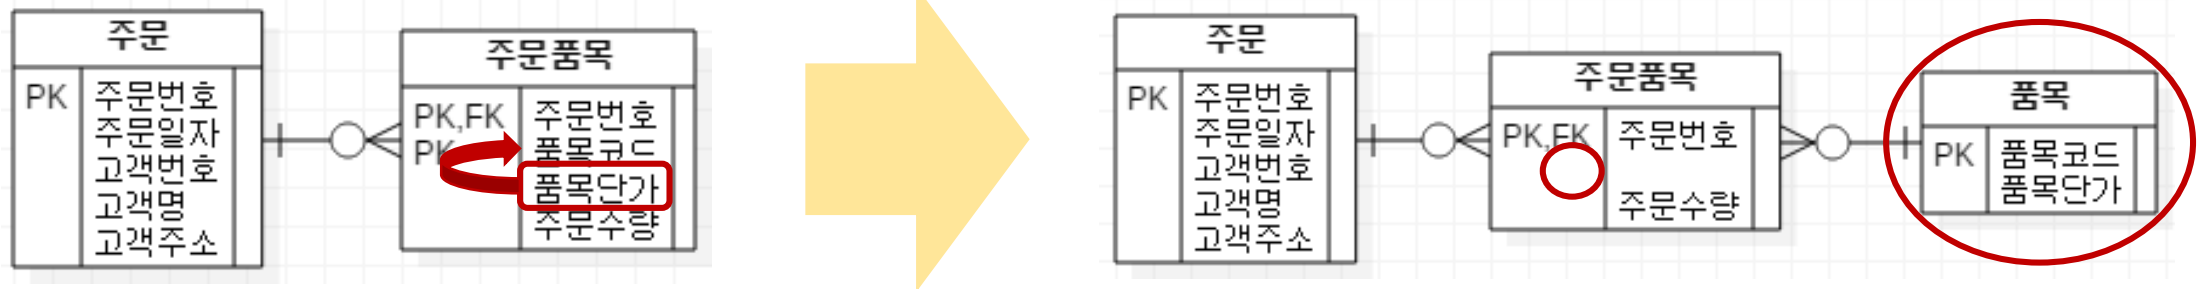 주문
PK
주문번호
주문일자
고객번호
고객명
고객주소
주문품목
PK,FK 주문번호
PK 품목코드
품목단가
주문수량
주문
PK
주문번호
주문일자
고객번호
고객명
고객주소
주문품목
PK,FK 주문번호
주문수량
품목
PK
품목코드
품목단가